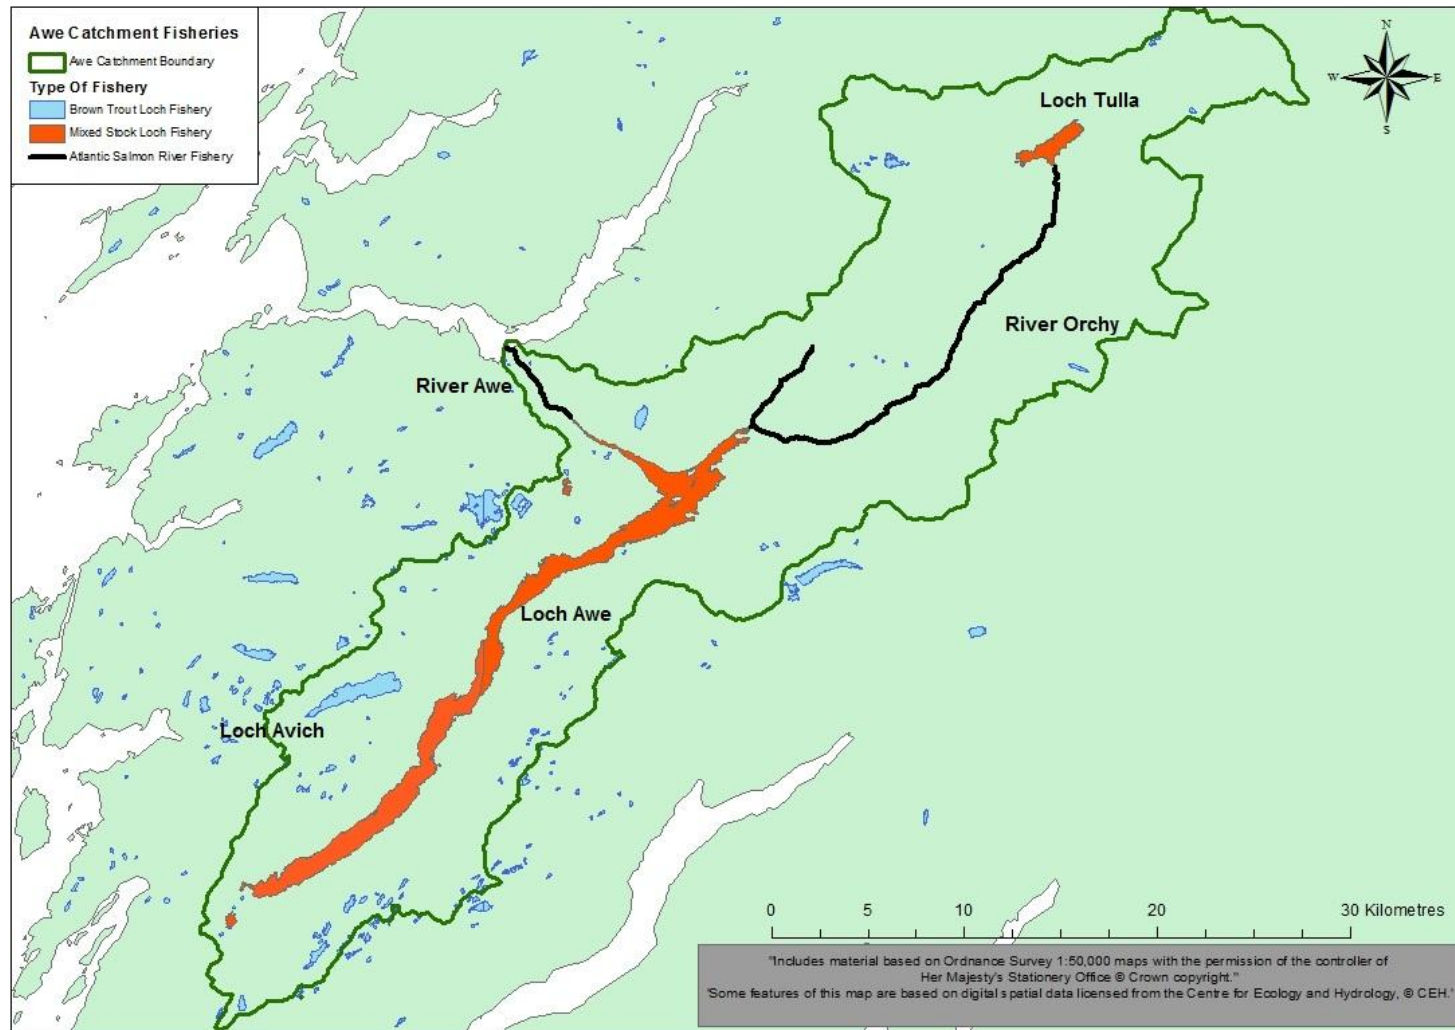 Awe Catchment Fisheries
Awe Catchment Boundary
Type Of Fishery
Brown Trout Loch Fishery
Mixed Stock Loch Fishery
Atlantic Salmon River Fishery
N
W E
S
Loch Tulla
River Orchy
River Awe
Loch Awe
Loch Avich
0 5 10 20 30 Kilometres
"Includes material based on Ordnance Survey 1:50,000 maps with the permission of the controller of
Her Majesty's Stationery Office © Crown copyright."
'Some features of this map are based on digital spatial data licensed from the Centre for Ecology and Hydrology, © CEH.'